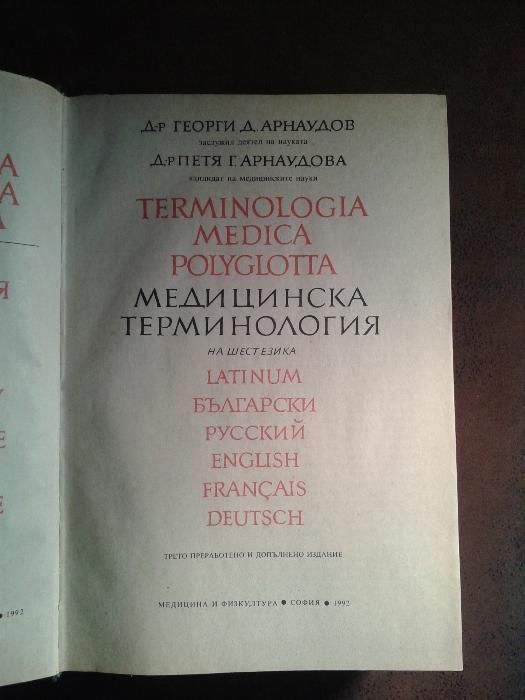 Д-Р ГЕОРГИ Д. АРНАУДОВ
заслужил деятел на науката
Д-Р ПЕТЯ Г. АРНАУДОВА
кандидат на медицинските науки
TERMINOLOGIA
MEDICA
POLYGLOTTA
МЕДИЦИНСКА
ТЕРМИНОЛОГИЯ
НА ШЕСТ ЕЗИКА
LATINUM
БЪЛГАРСКИ
РУССКИЙ
ENGLISH
FRANÇAIS
DEUTSCH
ТРЕТО ПРЕРАБОТЕНО И ДОПЪЛНЕНО ИЗДАНИЕ
МЕДИЦИНА И ФИЗКУЛТУРА ● СОФИЯ ● 1992
A
A
A
Я
У
E
E
● 1992